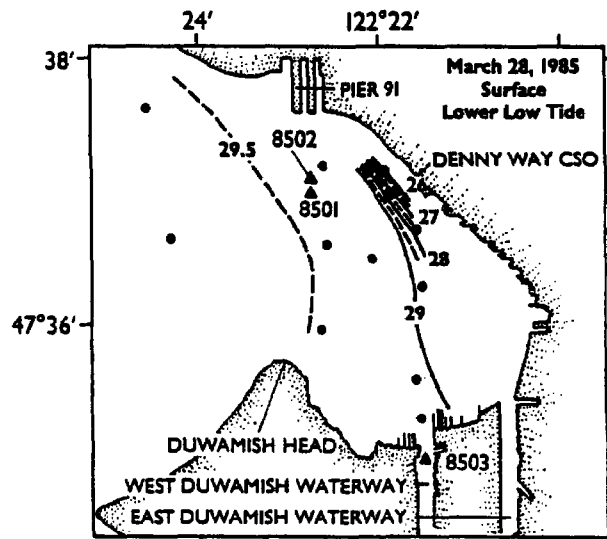 24' 122°22'
38'
March 28, 1985
Surface
Lower Low Tide
PIER 91
8502
DENNY WAY CSO
29.5
26
8501
27
28
47°36'
29
DUWAMISH HEAD
8503
WEST DUWAMISH WATERWAY
EAST DUWAMISH WATERWAY